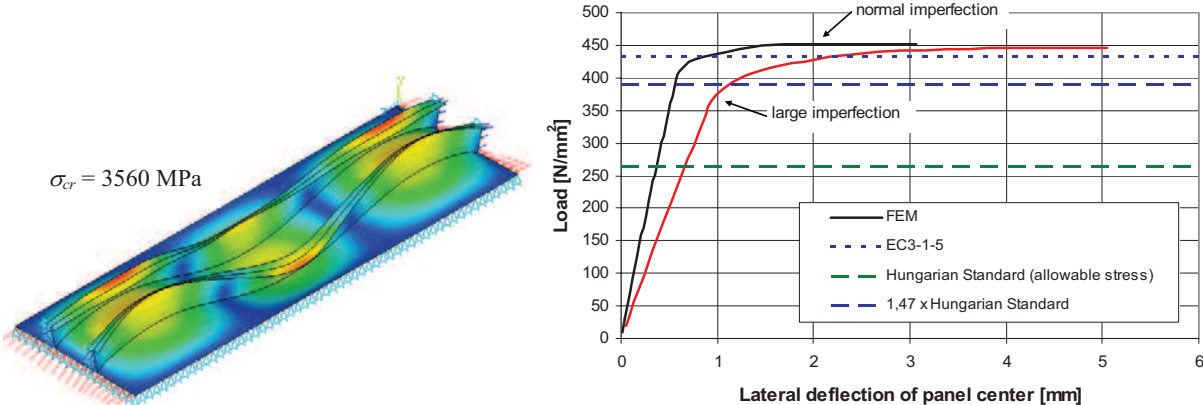 σcr = 3560 MPa
Y
normal imperfection
large imperfection
Load [N/mm²]
500
450
400
350
300
250
200
150
100
50
0
FEM
EC3-1-5
Hungarian Standard (allowable stress)
1,47 x Hungarian Standard
0 1 2 3 4 5 6
Lateral deflection of panel center [mm]